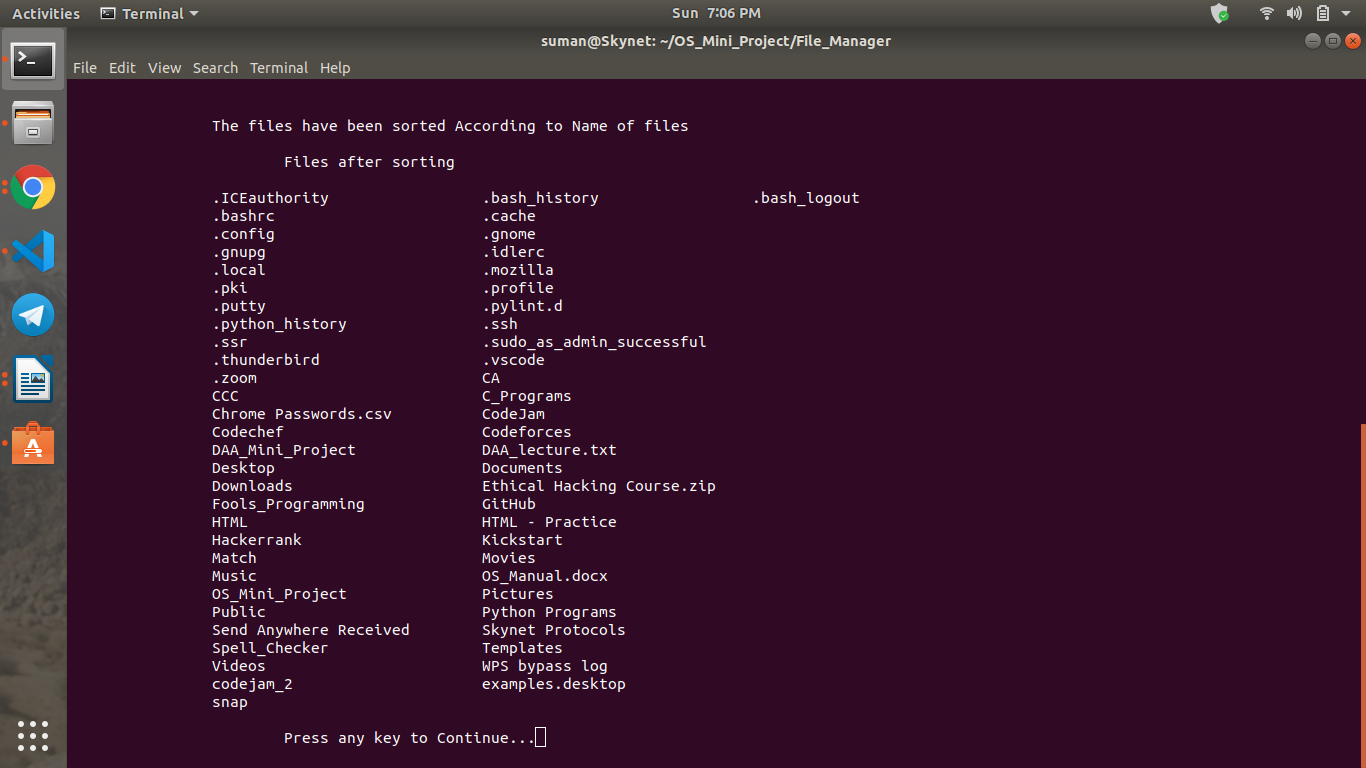 Activities Terminal Sun 7:06 PM
suman@Skynet: ~/OS_Mini_Project/File_Manager
File Edit View Search Terminal Help
The files have been sorted According to Name of files
Files after sorting
.ICEauthority .bash_history .bash_logout
.bashrc .cache
.config .gnome
.gnupg .idlerc
.local .mozilla
.pki .profile
.putty .pylint.d
.python_history .ssh
.ssr .sudo_as_admin_successful
.thunderbird .vscode
.zoom CA
CCC C_Programs
Chrome Passwords.csv CodeJam
Codechef Codeforces
DAA_Mini_Project DAA_lecture.txt
Desktop Documents
Downloads Ethical Hacking Course.zip
Fools_Programming GitHub
HTML HTML - Practice
Hackerrank Kickstart
Match Movies
Music OS_Manual.docx
OS_Mini_Project Pictures
Public Python Programs
Send Anywhere Received Skynet Protocols
Spell_Checker Templates
Videos WPS bypass log
codejam_2 examples.desktop
snap
Press any key to Continue...